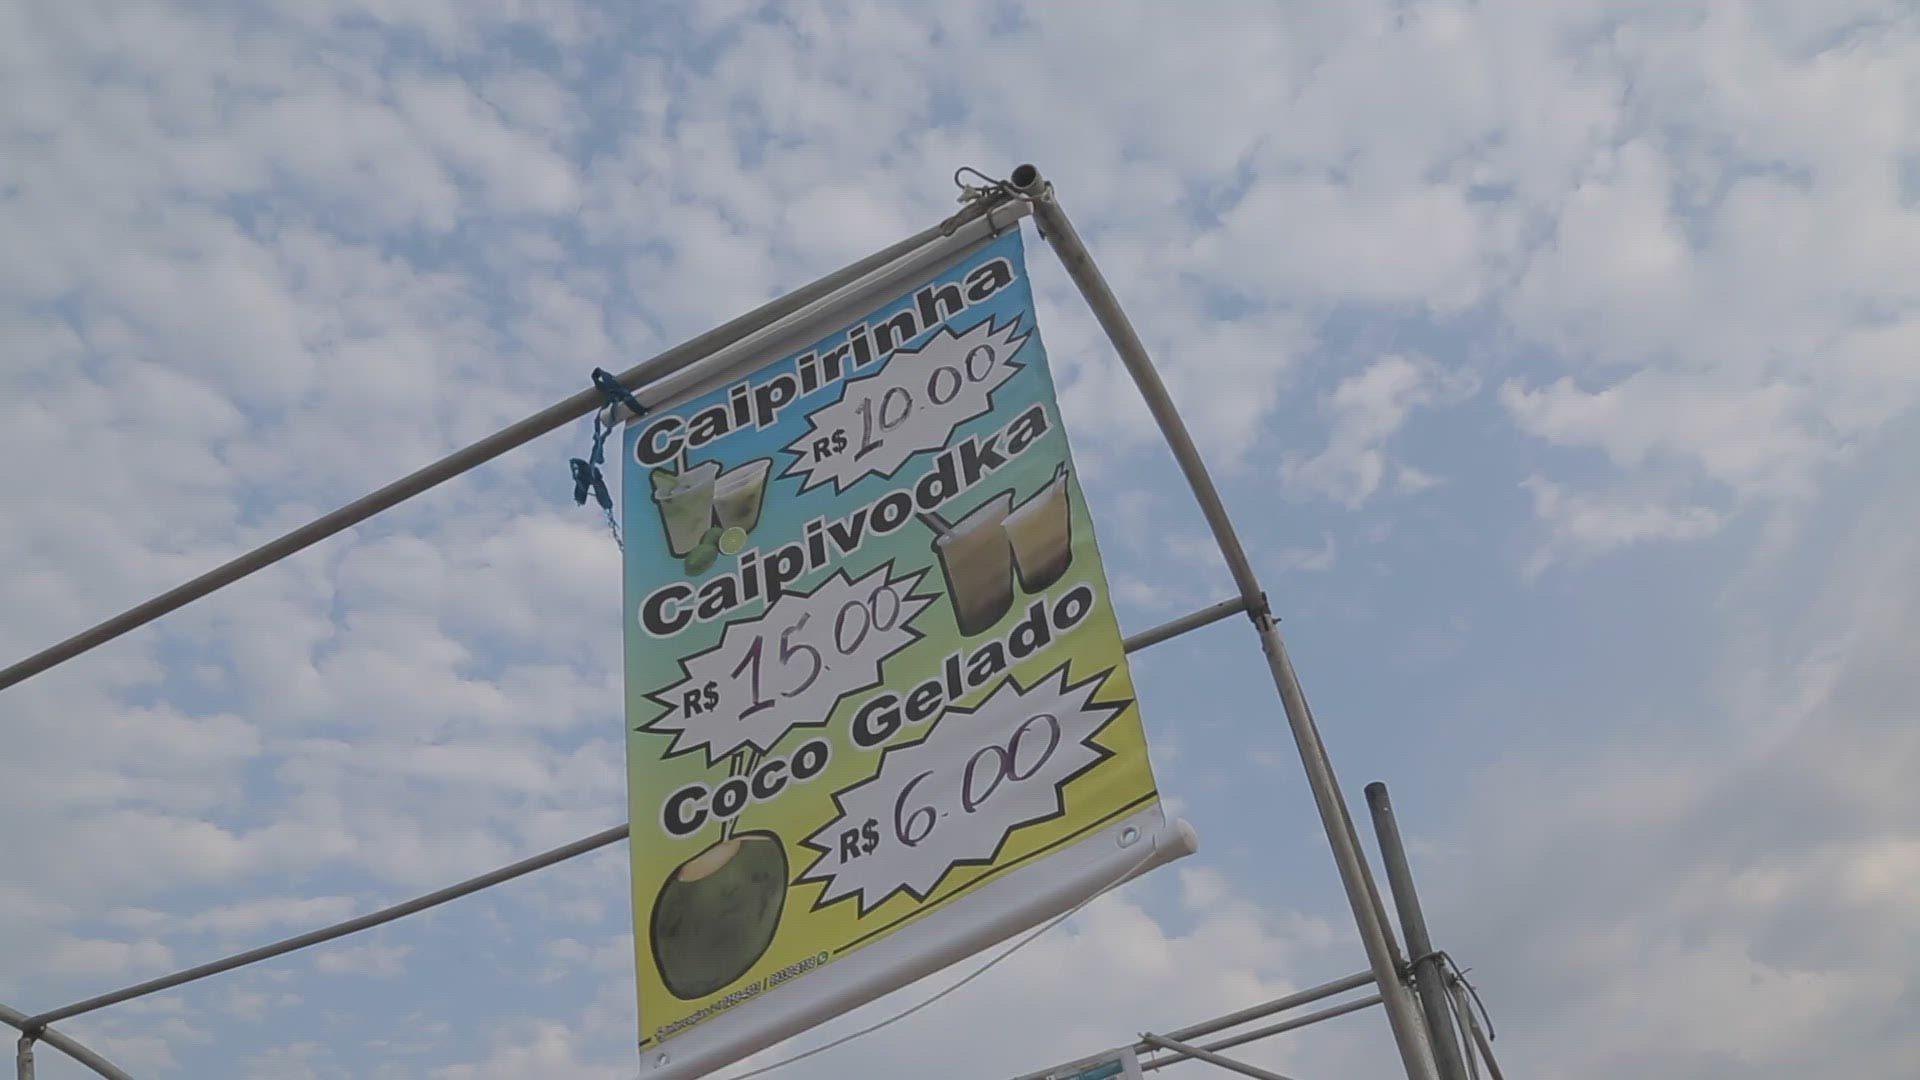 Caipirinha
R$ 10.00
Caipivodka
R$ 15.00
Coco Gelado
R$ 6.00